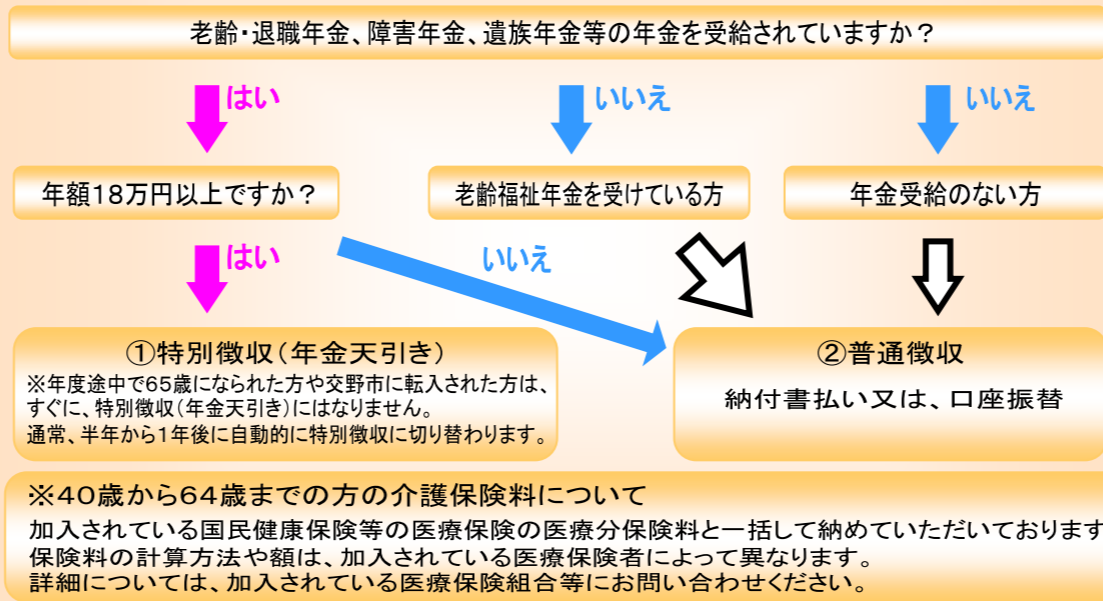 老齢・退職年金、障害年金、遺族年金等の年金を受給されていますか？
はい
いいえ
いいえ
年額18万円以上ですか？
老齢福祉年金を受けている方
年金受給のない方
はい
いいえ
①特別徴収(年金天引き)
※年度途中で65歳になられた方や交野市に転入された方は、
すぐに、特別徴収(年金天引き)にはなりません。
通常、半年から1年後に自動的に特別徴収に切り替わります。
②普通徴収
納付書払い又は、口座振替
※40歳から64歳までの方の介護保険料について
加入されている国民健康保険等の医療保険の医療分保険料と一括して納めていただいております
保険料の計算方法や額は、加入されている医療保険者によって異なります。
詳細については、加入されている医療保険組合等にお問い合わせください。